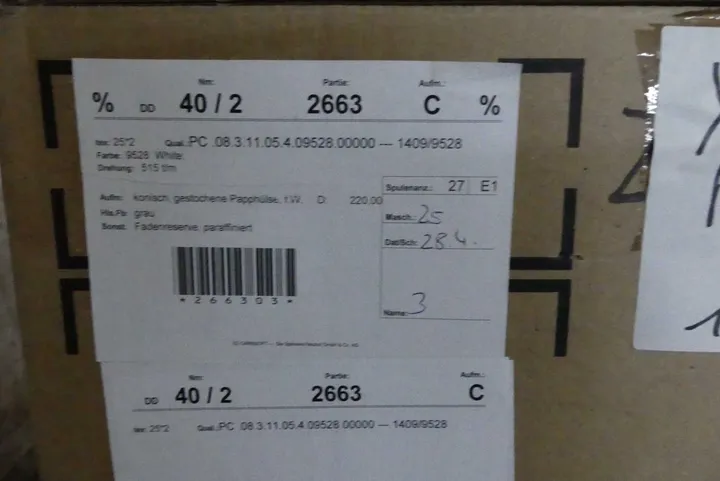 Nm: Partie: Aufm.:
% DD 40 / 2 2663 C %
tex: 25*2 Qual.:PC .08.3.11.05.4.09528.00000 --- 1409/9528
Farbe: 9528 White
Drehung: 515 t/m
Aufm: konisch, gestochene Papphülse, f.W. D: 220.00
Hls.Fb: grau
Sonst. Fadenreserve, paraffiniert
Spulenanz.: 27 E1
Masch.: 25
Dat/Sch: 28.4.
Name: 3
*266303*
Nm: Partie: Aufm.:
DD 40 / 2 2663 C
tex: 25*2 Qual.:PC .08.3.11.05.4.09528.00000 --- 1409/9528